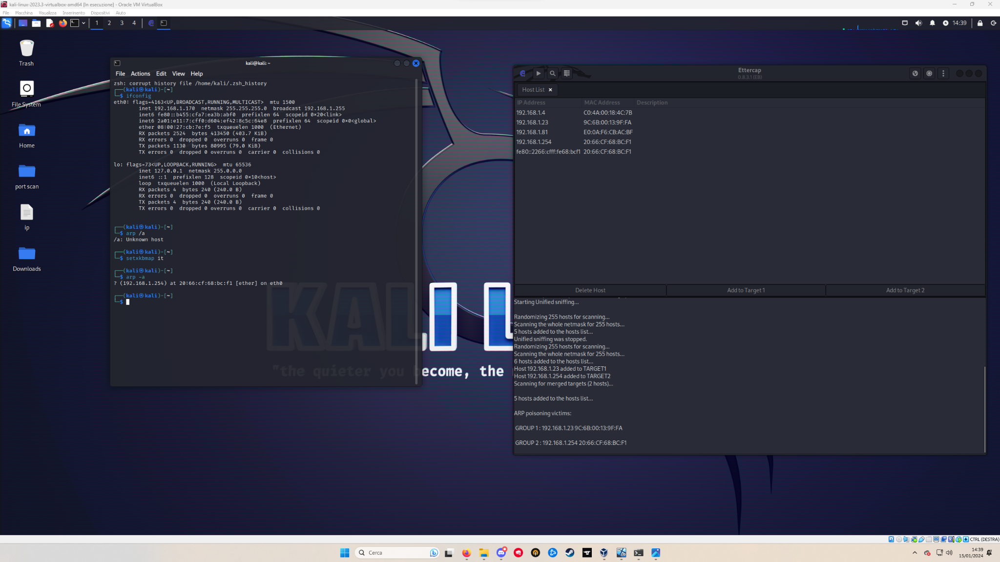 kali-linux-2023.3-virtualbox-amd64 [In esecuzione] - Oracle VM VirtualBox
File Macchina Visualizza Inserimento Dispositivi Aiuto
1 2 3 4
14:39
Trash
File System
Home
port scan
ip
Downloads
kali@kali: ~
File Actions Edit View Help
zsh: corrupt history file /home/kali/.zsh_history
┌──(kali㉿kali)-[~]
└─$ ifconfig
eth0: flags=4163<UP,BROADCAST,RUNNING,MULTICAST>  mtu 1500
inet 192.168.1.170  netmask 255.255.255.0  broadcast 192.168.1.255
inet6 fe80::b455:cfa7:ea3b:abf0  prefixlen 64  scopeid 0×20<link>
inet6 2a01:e11:7:cff0:d604:ef42:8c5c:64e8  prefixlen 64  scopeid 0×0<global>
ether 08:00:27:cb:7e:f5  txqueuelen 1000  (Ethernet)
RX packets 2524  bytes 413450 (403.7 KiB)
RX errors 0  dropped 0  overruns 0  frame 0
TX packets 1130  bytes 80995 (79.0 KiB)
TX errors 0  dropped 0 overruns 0  carrier 0  collisions 0
lo: flags=73<UP,LOOPBACK,RUNNING>  mtu 65536
inet 127.0.0.1  netmask 255.0.0.0
inet6 ::1  prefixlen 128  scopeid 0×10<host>
loop  txqueuelen 1000  (Local Loopback)
RX packets 4  bytes 240 (240.0 B)
RX errors 0  dropped 0  overruns 0  frame 0
TX packets 4  bytes 240 (240.0 B)
TX errors 0  dropped 0 overruns 0  carrier 0  collisions 0
┌──(kali㉿kali)-[~]
└─$ arp /a
/a: Unknown host
┌──(kali㉿kali)-[~]
└─$ setxkbmap it
┌──(kali㉿kali)-[~]
└─$ arp -a
? (192.168.1.254) at 20:66:cf:68:bc:f1 [ether] on eth0
┌──(kali㉿kali)-[~]
└─$
KALI L
"the quieter you become, the
Ettercap
0.8.3.1 (EB)
Host List ×
IP Address MAC Address Description
192.168.1.4 C0:4A:00:18:4C:7B
192.168.1.23 9C:6B:00:13:9F:FA
192.168.1.81 E0:0A:F6:CB:AC:BF
192.168.1.254 20:66:CF:68:BC:F1
fe80::2266:cfff:fe68:bcf1 20:66:CF:68:BC:F1
Delete Host Add to Target 1 Add to Target 2
Starting Unified sniffing...
Randomizing 255 hosts for scanning...
Scanning the whole netmask for 255 hosts...
5 hosts added to the hosts list...
Unified sniffing was stopped.
Randomizing 255 hosts for scanning...
Scanning the whole netmask for 255 hosts...
6 hosts added to the hosts list...
Host 192.168.1.23 added to TARGET1
Host 192.168.1.254 added to TARGET2
Scanning for merged targets (2 hosts)...
5 hosts added to the hosts list...
ARP poisoning victims:
GROUP 1 : 192.168.1.23 9C:6B:00:13:9F:FA
GROUP 2 : 192.168.1.254 20:66:CF:68:BC:F1
CTRL (DESTRA)
Cerca
14:39
15/01/2024